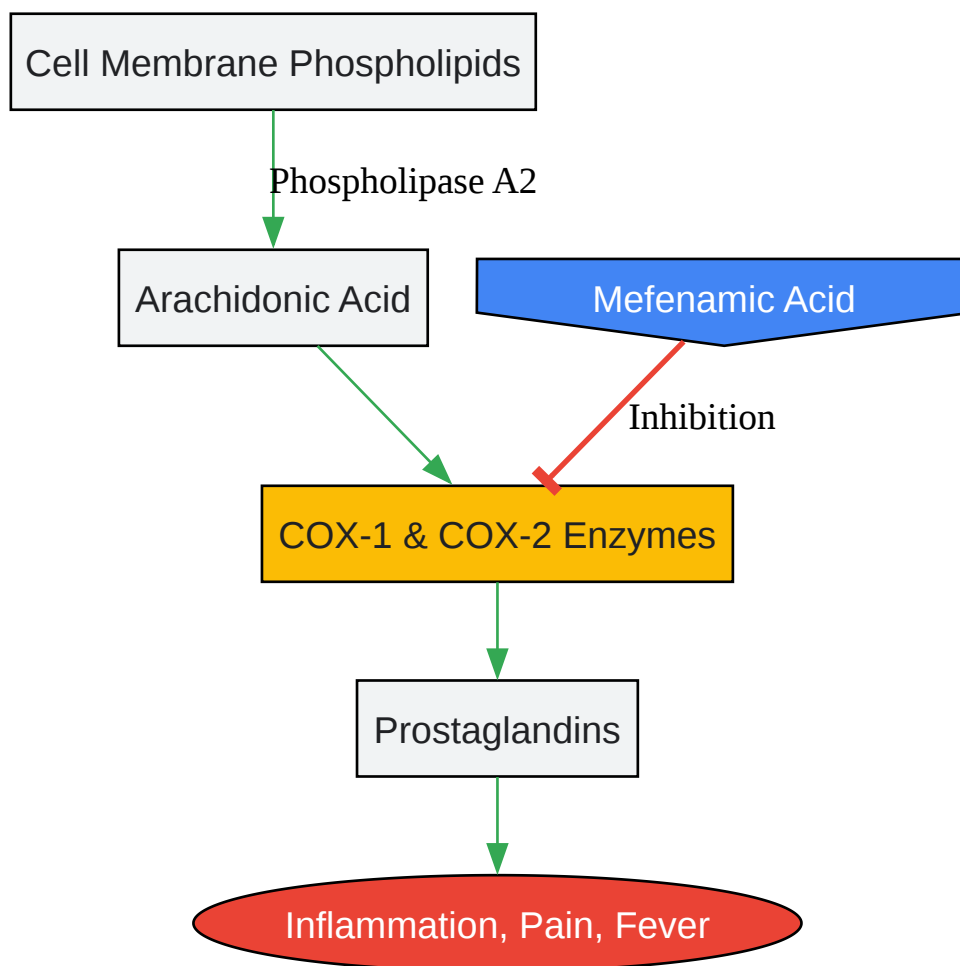 Cell Membrane Phospholipids
Phospholipase A2
Arachidonic Acid
Mefenamic Acid
Inhibition
COX-1 & COX-2 Enzymes
Prostaglandins
Inflammation, Pain, Fever